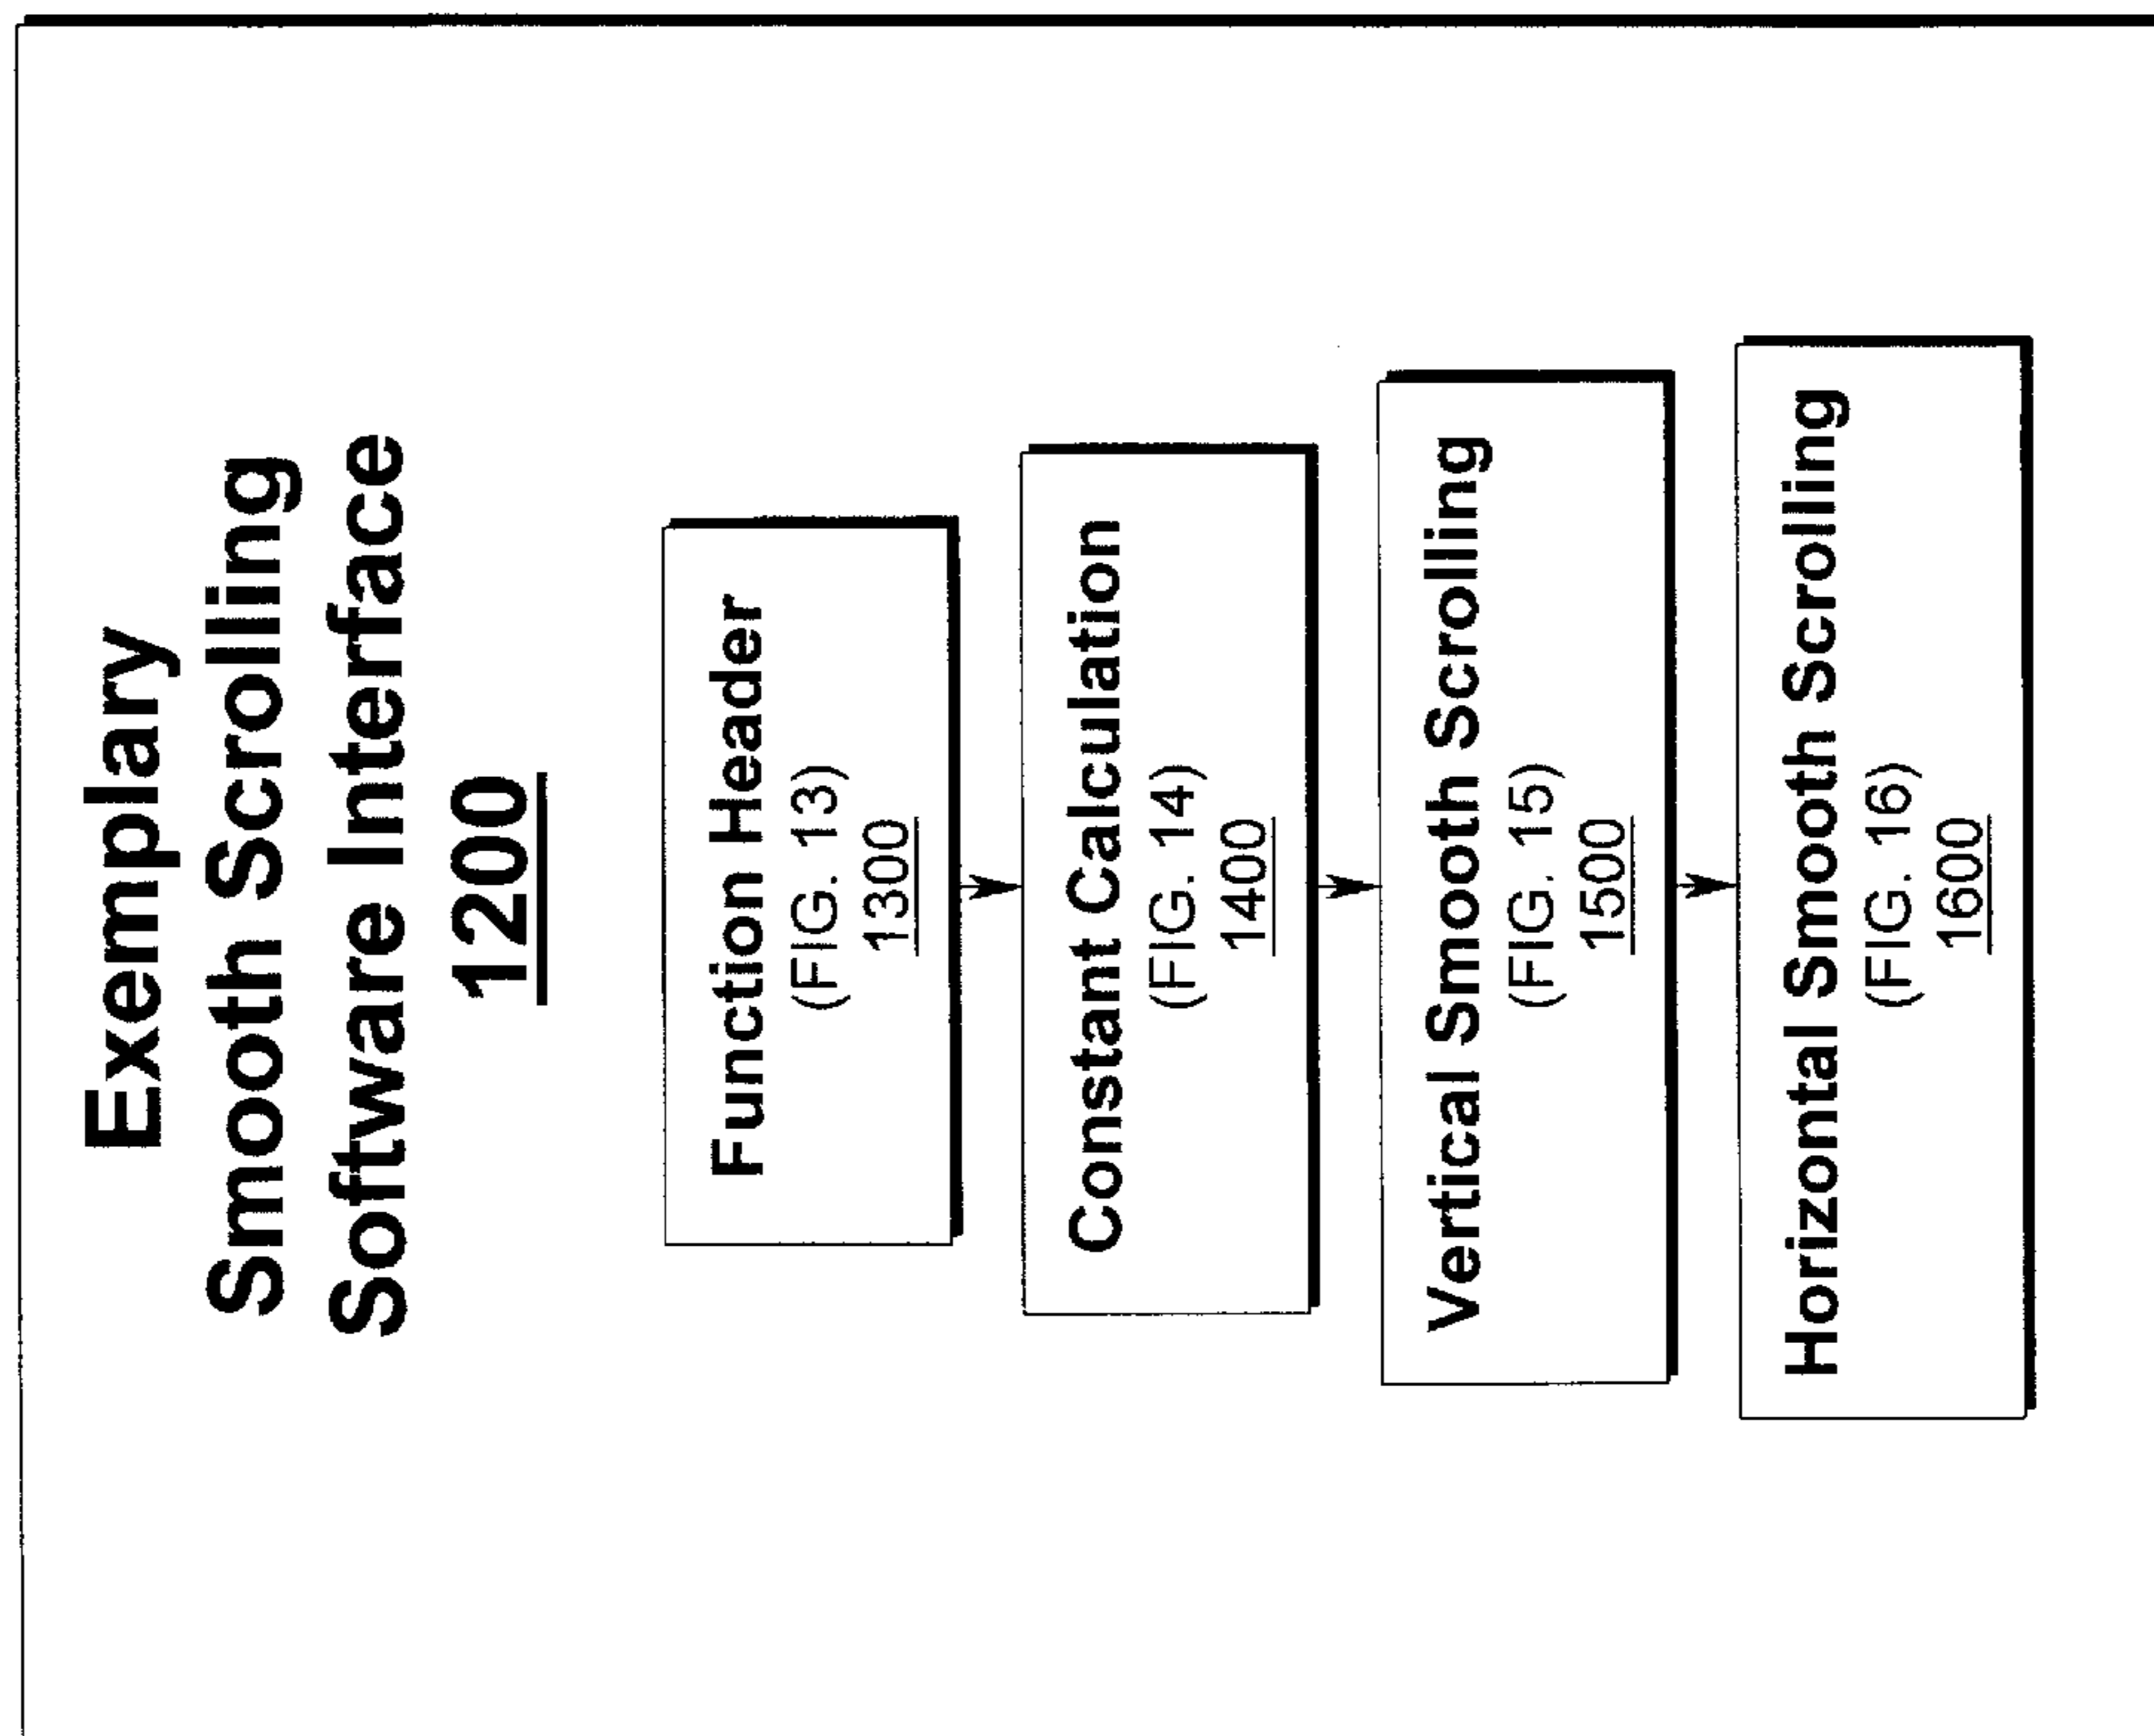 Exemplary
Smooth Scrolling
Software Interface
1200
Function Header
(FIG. 13)
1300
Constant Calculation
(FIG. 14)
1400
Vertical Smooth Scrolling
(FIG. 15)
1500
Horizontal Smooth Scrolling
(FIG. 16)
1600